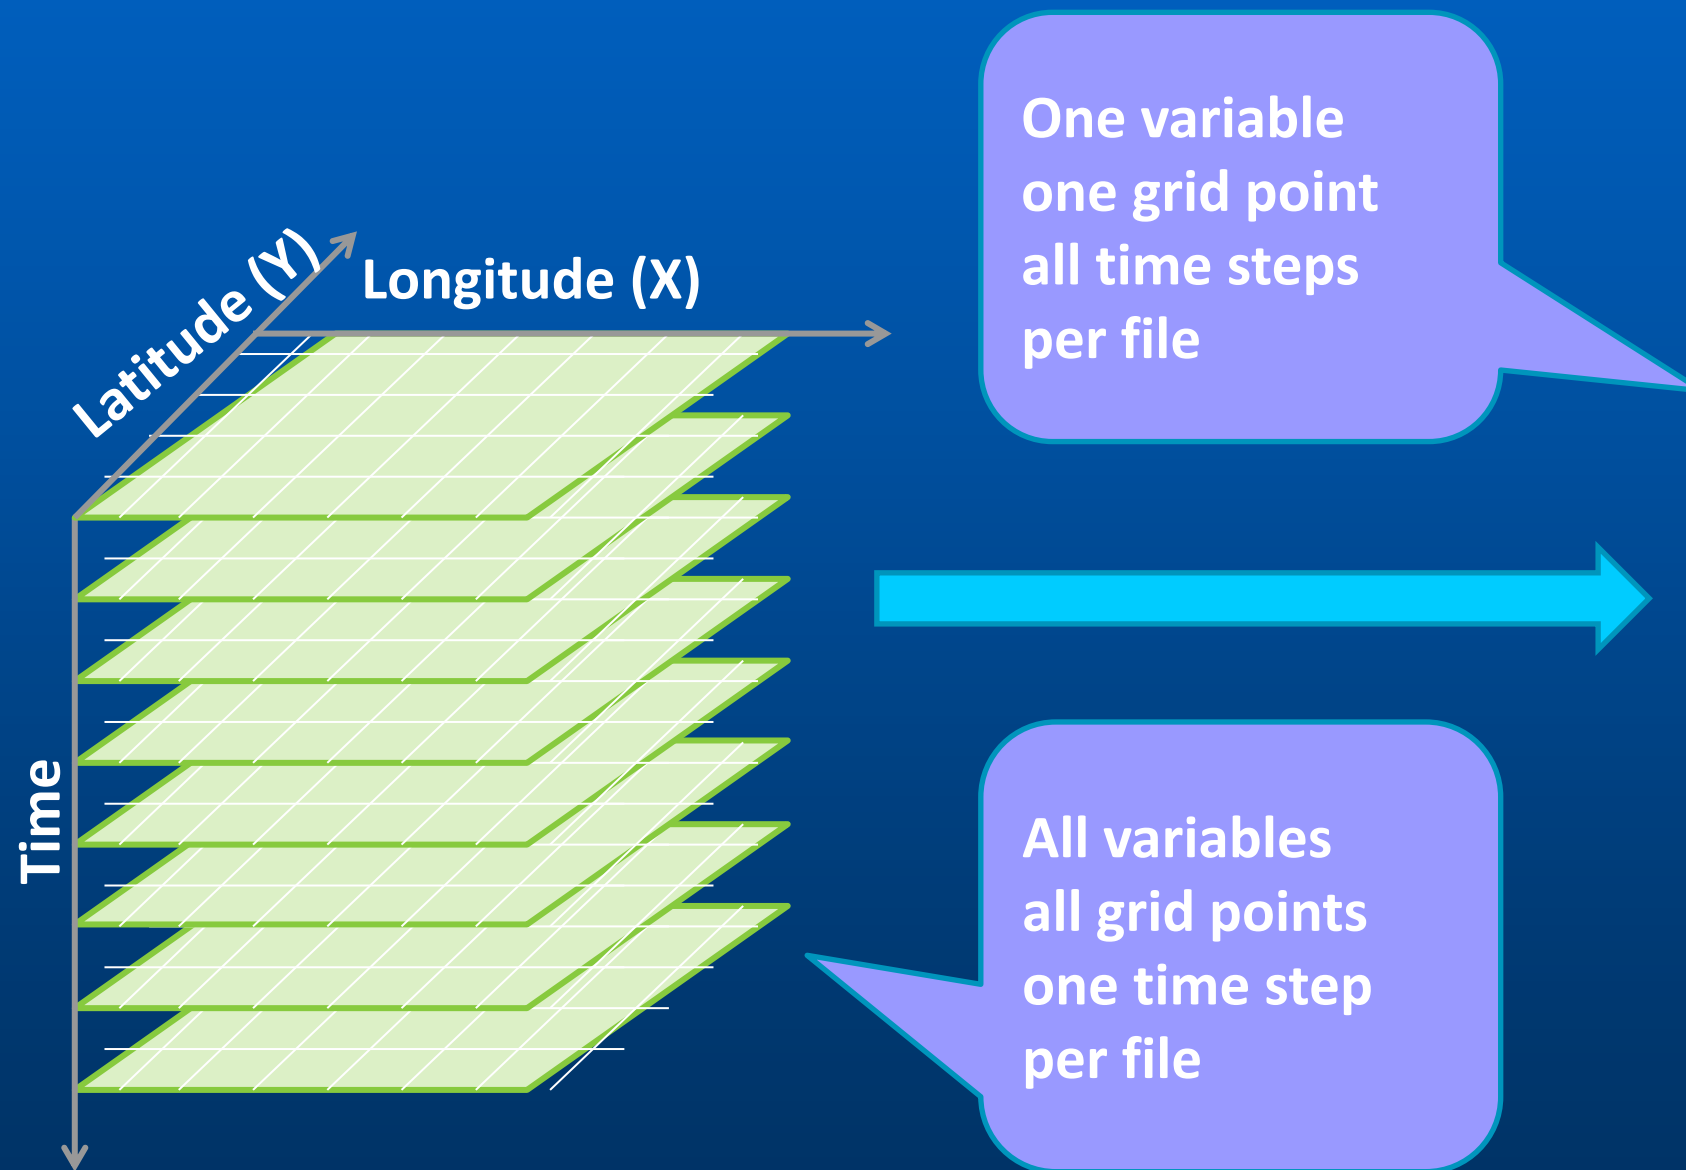 One variable
one grid point
all time steps
per file
Latitude (Y)
Longitude (X)
Time
All variables
all grid points
one time step
per file